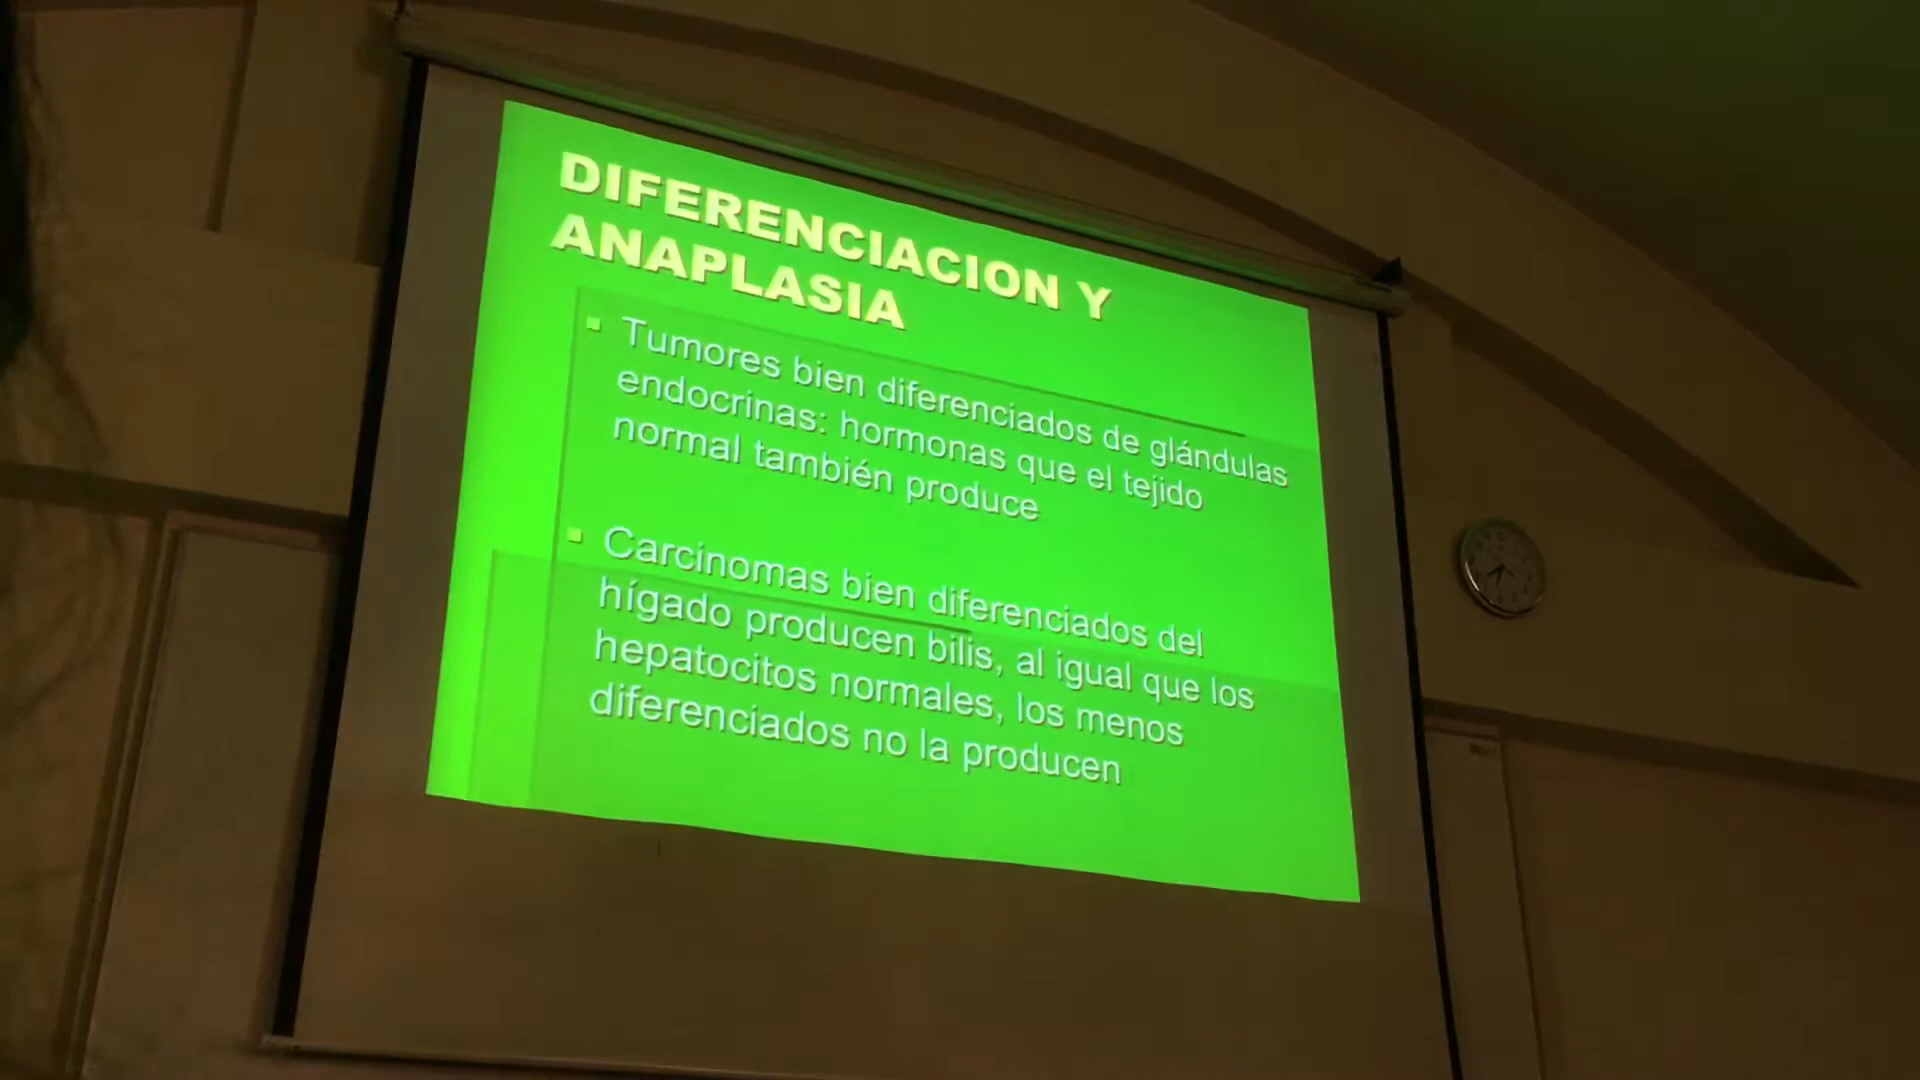 DIFERENCIACION Y
ANAPLASIA
Tumores bien diferenciados de glándulas
endocrinas: hormonas que el tejido
normal también produce
Carcinomas bien diferenciados del
hígado producen bilis, al igual que los
hepatocitos normales, los menos
diferenciados no la producen